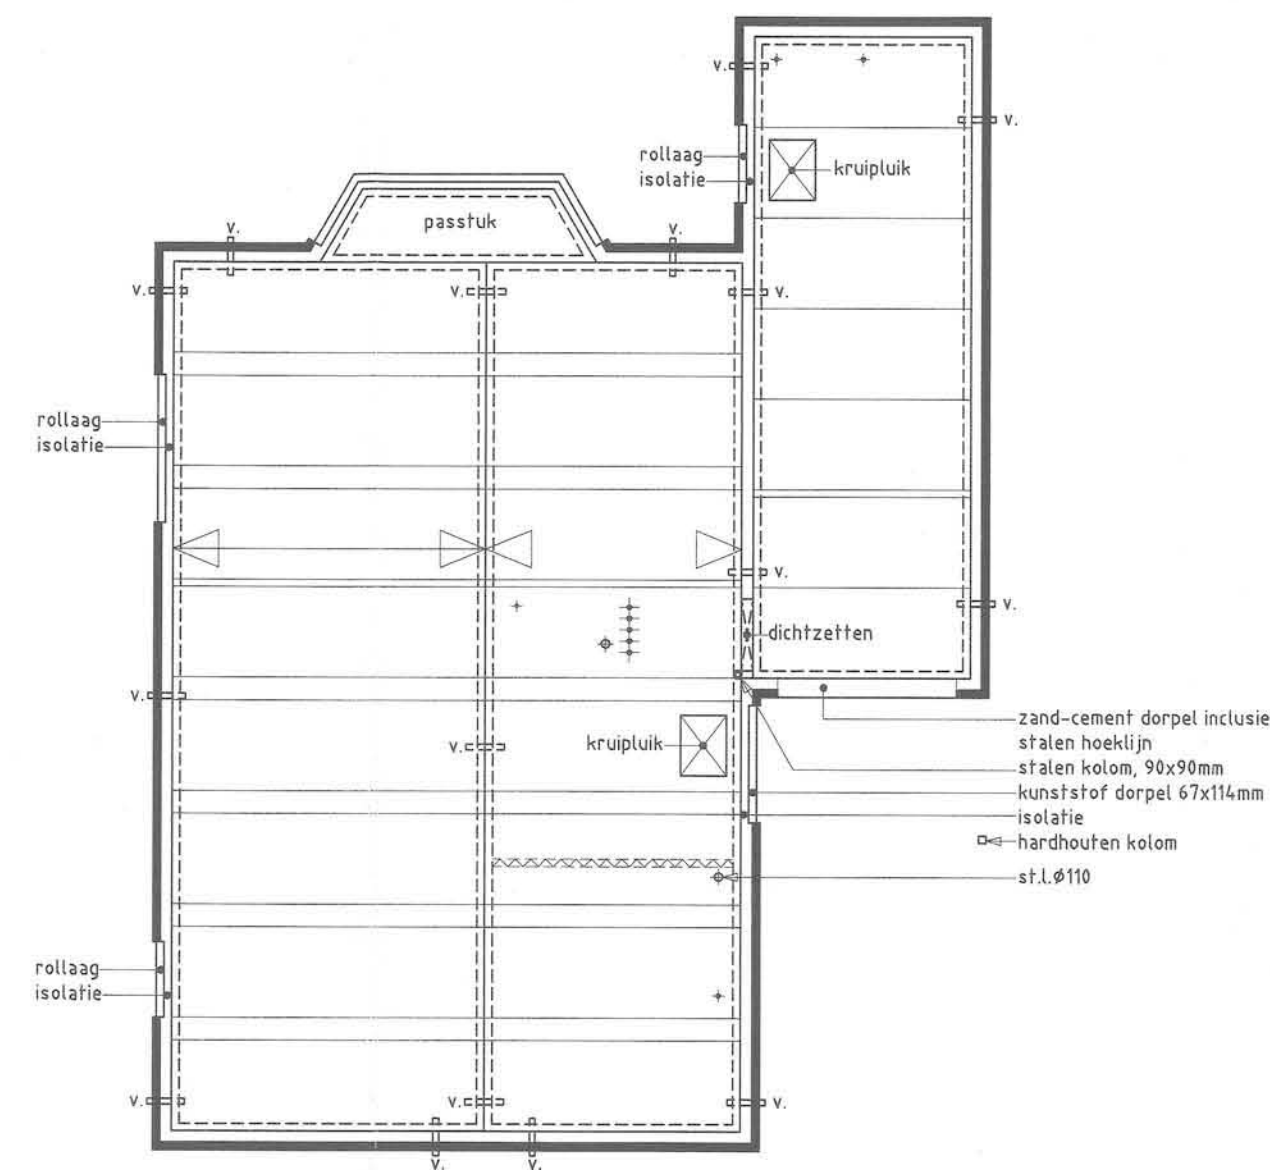 v.
v.
rollaag
isolatie
kruipluik
passtuk
v.
v.
v.
v.
v.
rollaag
isolatie
v.
v.
dichtzetten
v.
zand-cement dorpel inclusie
stalen hoeklijn
stalen kolom, 90x90mm
kunststof dorpel 67x114mm
isolatie
hardhouten kolom
st.l.Ø110
v.
kruipluik
rollaag
isolatie
v.
v.
v.
v.
v.